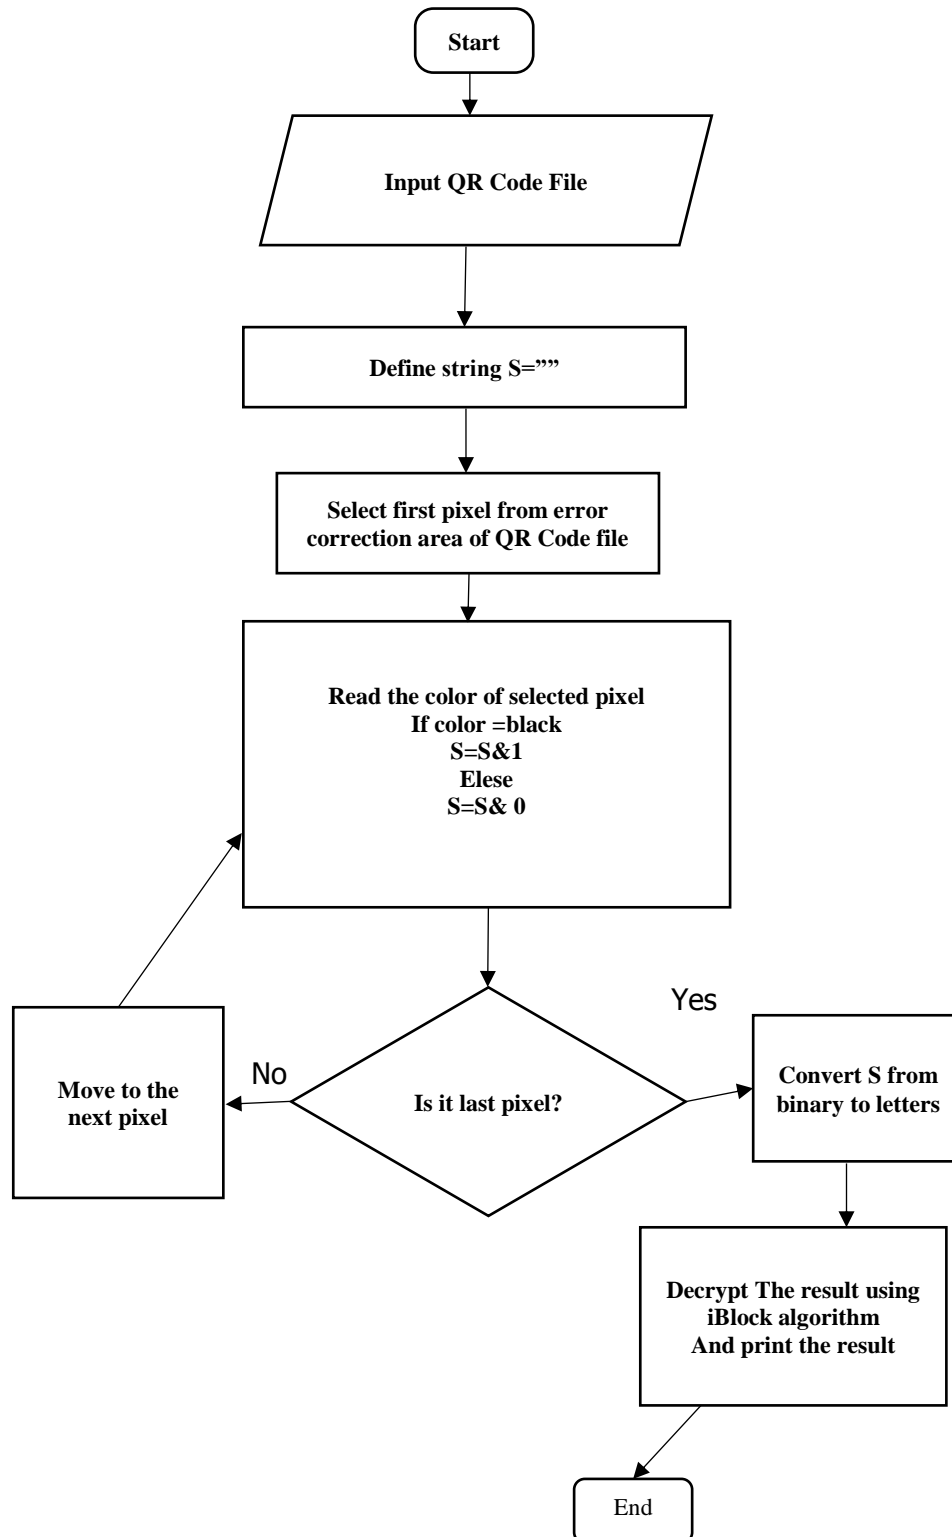 Start
Input QR Code File
Define string S=””
Select first pixel from error
correction area of QR Code file
Read the color of selected pixel
If color =black
S=S&1
Elese
S=S& 0
Yes
No
Move to the
next pixel
Is it last pixel?
Convert S from
binary to letters
Decrypt The result using
iBlock algorithm
And print the result
End